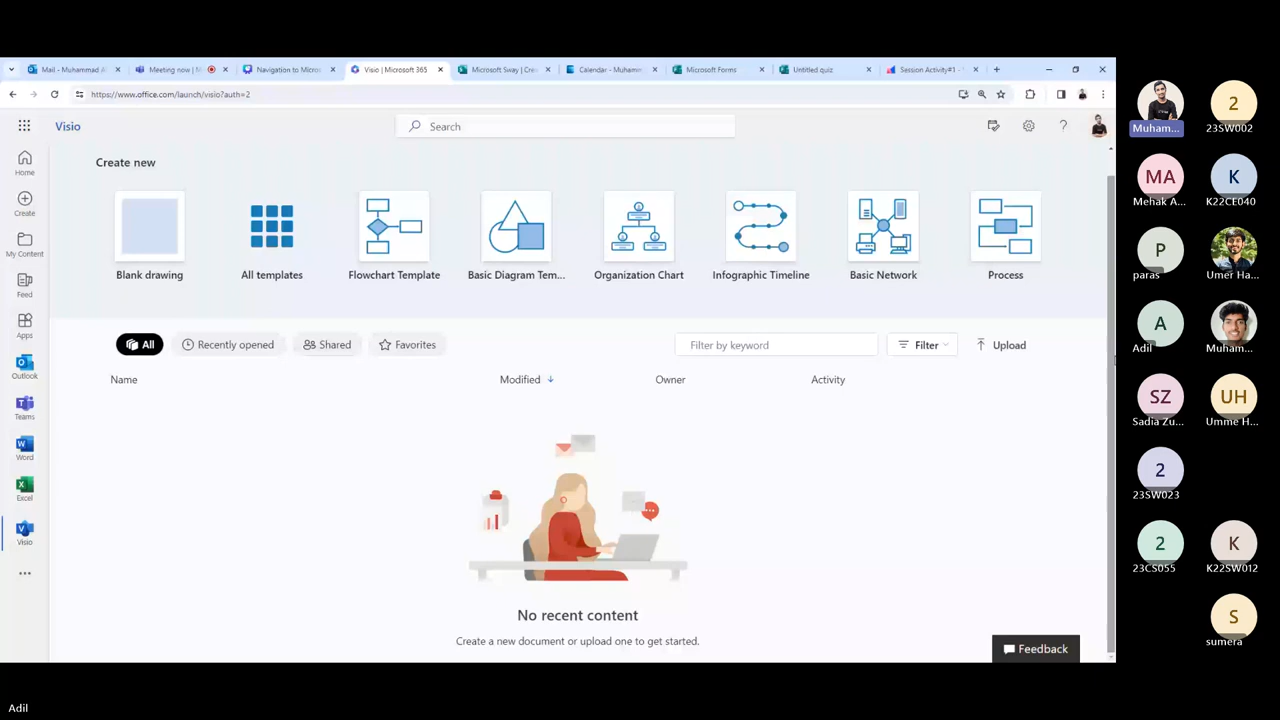 Mail - Muhammad A
Meeting now | M
Navigation to Micros
Visio | Microsoft 365
Microsoft Sway | Cre
Calendar - Muhamm
Microsoft Forms
Untitled quiz
Session Activity#1 -
https://www.office.com/launch/visio?auth=2
Visio
Search
Home
Create
My Content
Feed
Apps
Outlook
Teams
Word
Excel
Visio
Create new
Blank drawing
All templates
Flowchart Template
Basic Diagram Tem...
Organization Chart
Infographic Timeline
Basic Network
Process
All
Recently opened
Shared
Favorites
Filter by keyword
Filter
Upload
Name
Modified
Owner
Activity
No recent content
Create a new document or upload one to get started.
Feedback
Muham...
2
23SW002
MA
Mehak A...
K
K22CE040
P
paras
Umer Ha...
A
Adil
Muham...
SZ
Sadia Zu...
UH
Umme H...
2
23SW023
2
23CS055
K
K22SW012
S
sumera
Adil